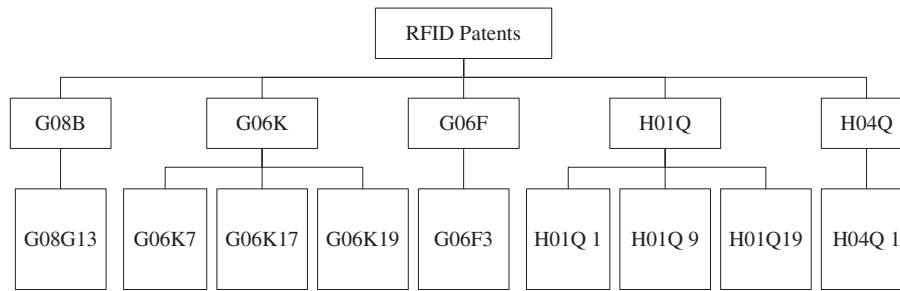 RFID Patents
G08B
G06K
G06F
H01Q
H04Q
G08G13
G06K7
G06K17
G06K19
G06F3
H01Q 1
H01Q 9
H01Q19
H04Q 1